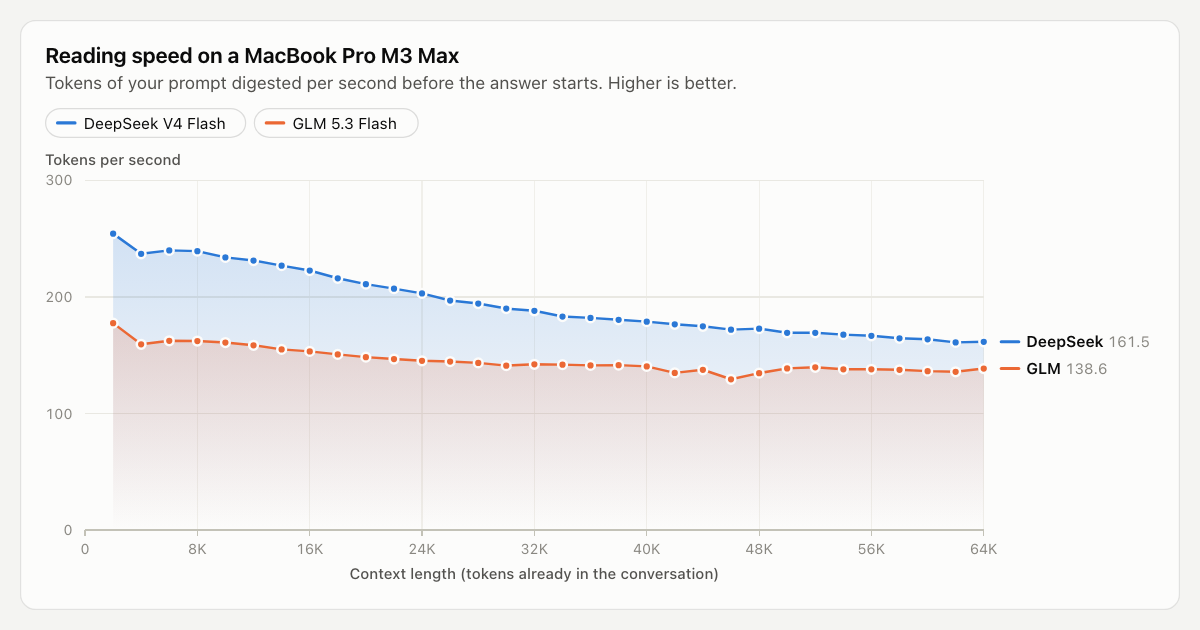 Reading speed on a MacBook Pro M3 Max
Tokens of your prompt digested per second before the answer starts. Higher is better.
DeepSeek V4 Flash
GLM 5.3 Flash
Tokens per second
300
200
100
0
DeepSeek 161.5
GLM 138.6
0 8K 16K 24K 32K 40K 48K 56K 64K
Context length (tokens already in the conversation)